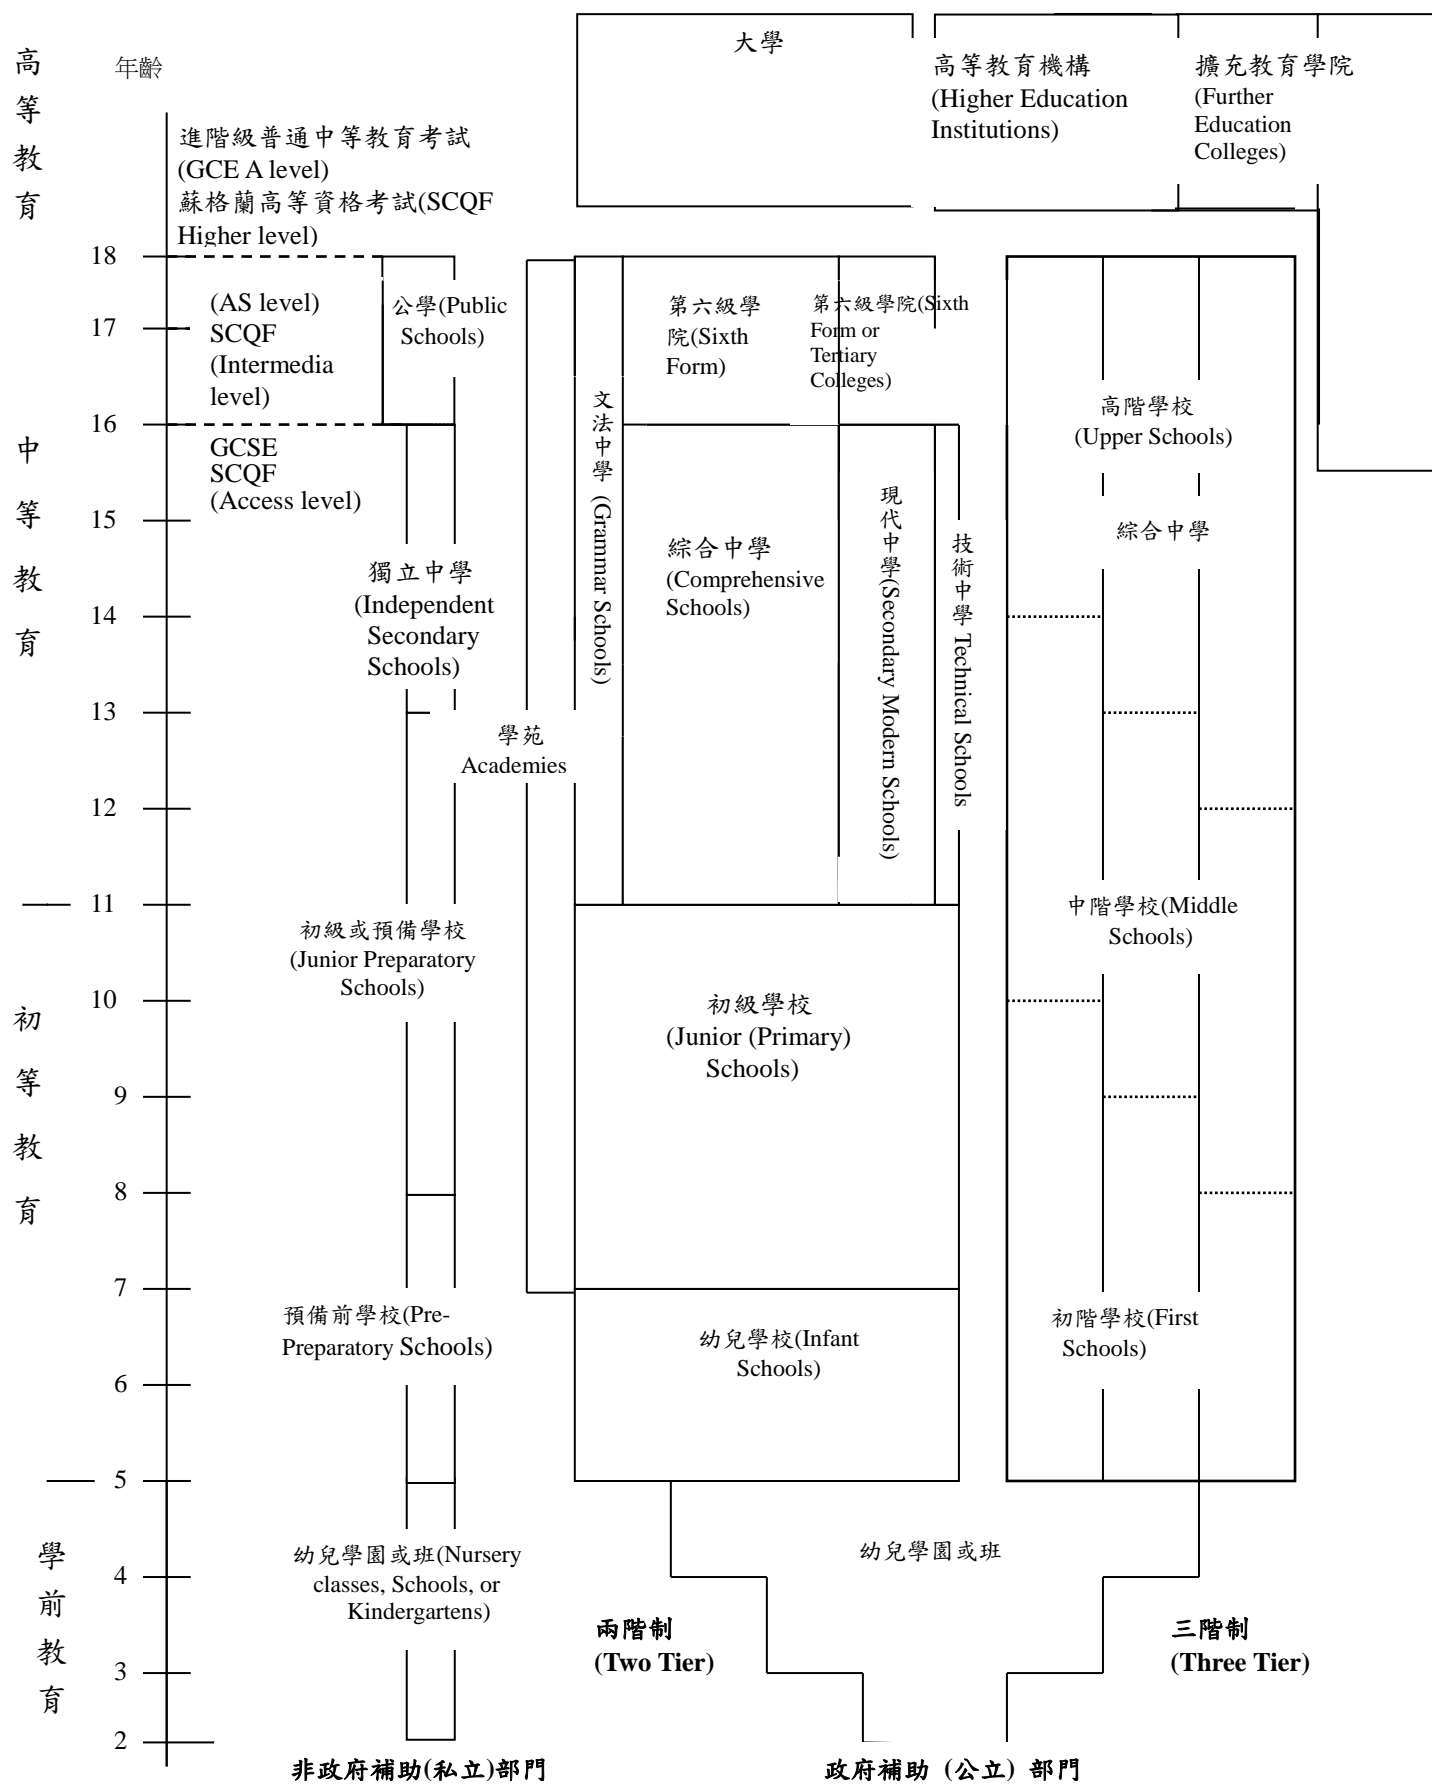 高等教育
年齡
大學
高等教育機構
(Higher Education
Institutions)
擴充教育學院
(Further
Education
Colleges)
進階級普通中等教育考試
(GCE A level)
蘇格蘭高等資格考試(SCQF
Higher level)
18
(AS level)
SCQF
(Intermedia
level)
17
公學(Public
Schools)
第六級學
院(Sixth
Form)
第六級學院(Sixth
Form or
Tertiary
Colleges)
16
GCSE
SCQF
(Access level)
中等教育
文法中學 (Grammar Schools)
高階學校
(Upper Schools)
15
綜合中學
(Comprehensive
Schools)
現代中學(Secondary Modern Schools)
技術中學 Technical Schools
綜合中學
獨立中學
(Independent
Secondary
Schools)
14
13
學苑
Academies
12
11
初級或預備學校
(Junior Preparatory
Schools)
中階學校(Middle
Schools)
初等教育
10
初級學校
(Junior (Primary)
Schools)
9
8
7
預備前學校(Pre-
Preparatory Schools)
幼兒學校(Infant
Schools)
初階學校(First
Schools)
6
5
學前教育
幼兒學園或班(Nursery
classes, Schools, or
Kindergartens)
幼兒學園或班
4
兩階制
(Two Tier)
三階制
(Three Tier)
3
2
非政府補助(私立)部門
政府補助 (公立) 部門